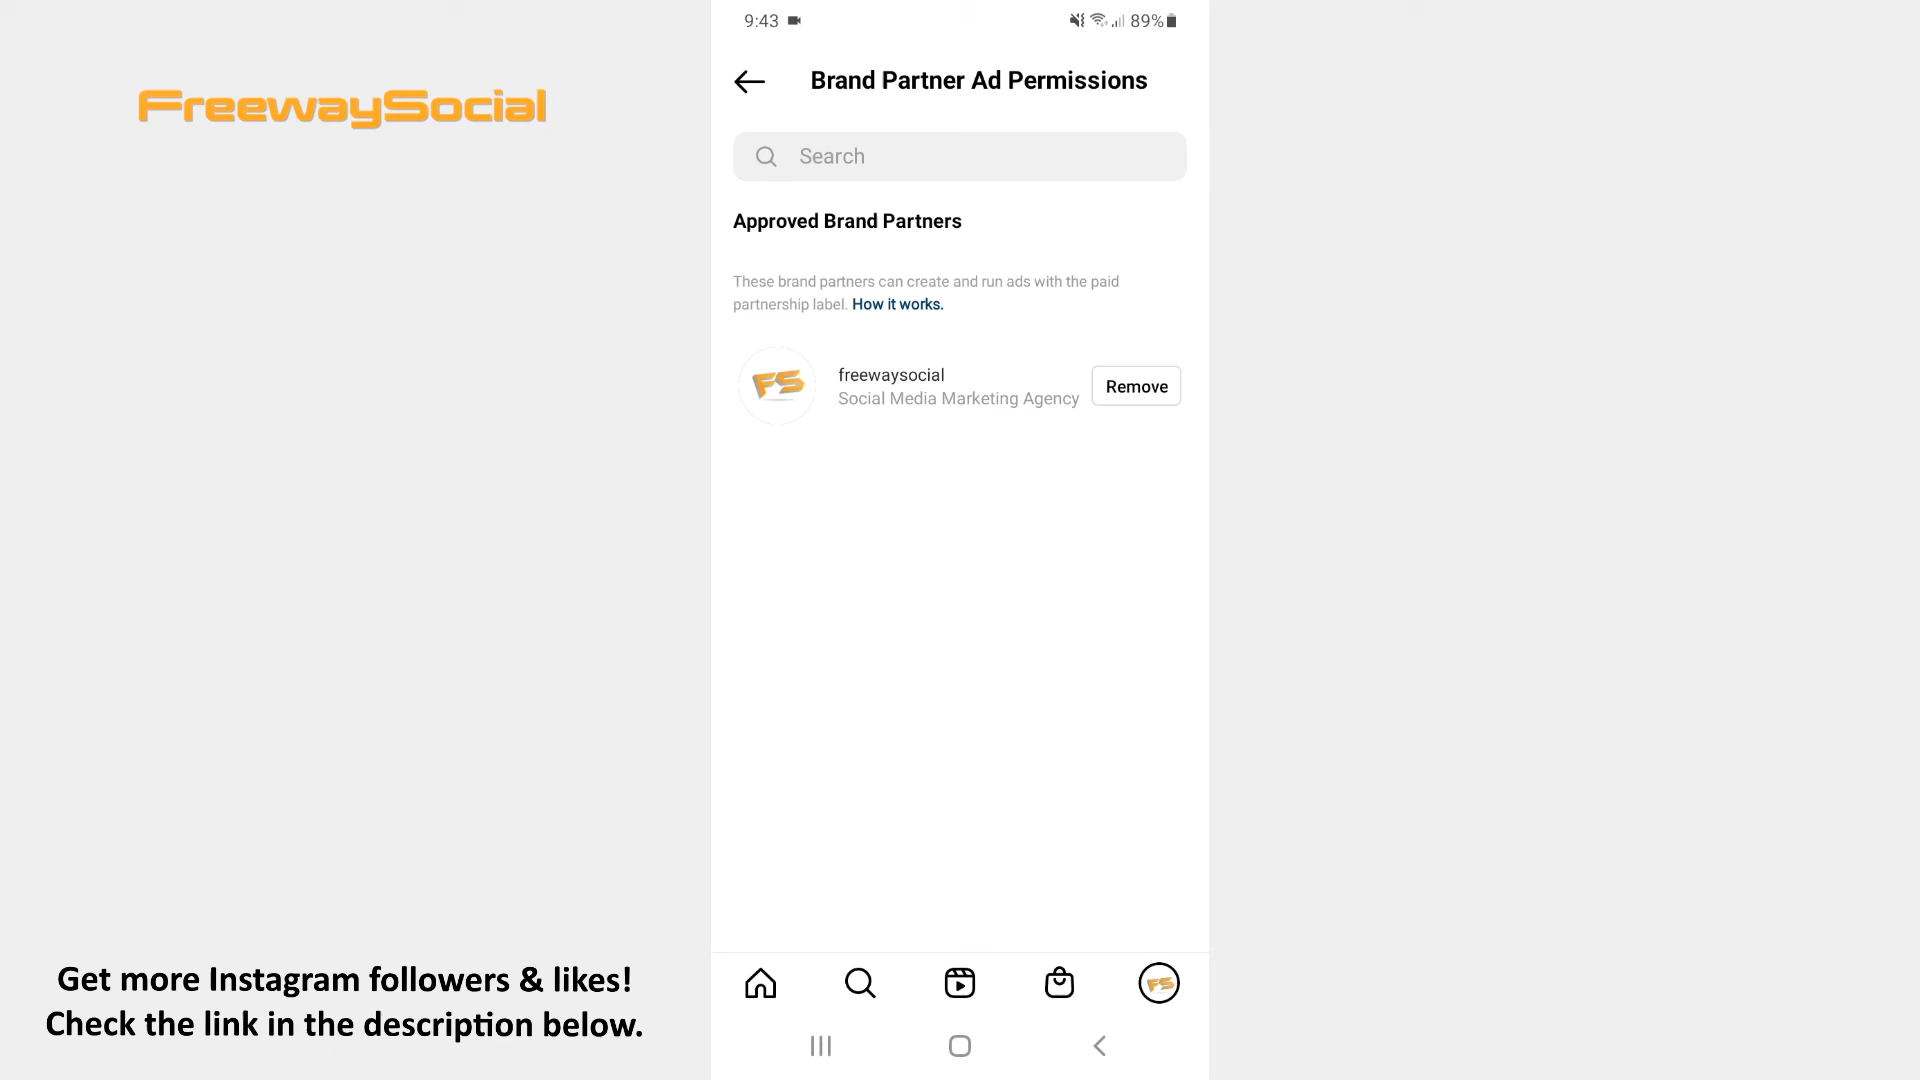 FreewaySocial
9:43
89%
Brand Partner Ad Permissions
Search
Approved Brand Partners
These brand partners can create and run ads with the paid
partnership label. How it works.
FS
freewaysocial
Social Media Marketing Agency
Remove
FS
Get more Instagram followers & likes!
Check the link in the description below.